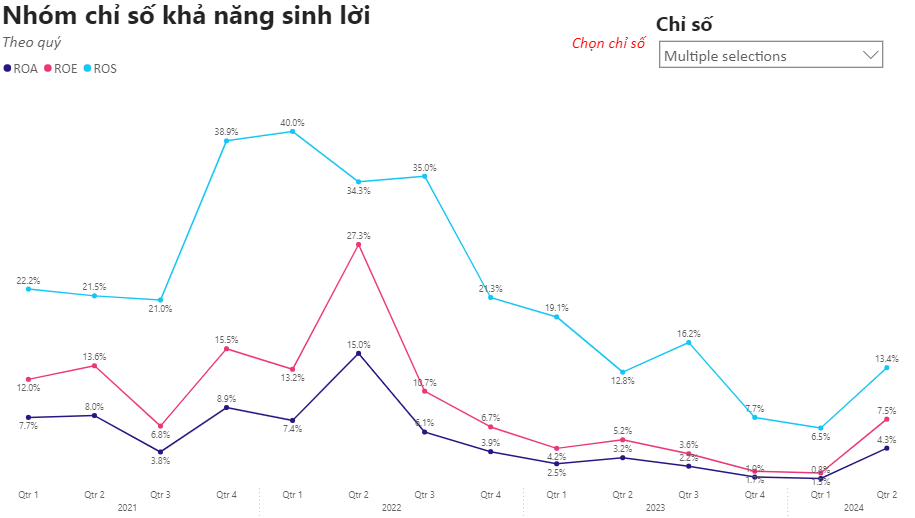 Nhóm chỉ số khả năng sinh lời
Theo quý
Chọn chỉ số
Chỉ số
Multiple selections
ROA ROE ROS
40.0%
38.9%
35.0%
34.3%
27.3%
22.2% 21.5% 21.0% 21.3%
19.1%
16.2%
15.5%
15.0%
13.6% 13.2% 12.8% 13.4%
12.0%
10.7%
8.9%
8.0%
7.7% 7.4% 7.7% 7.5%
6.8% 6.1% 6.7% 6.5%
5.2%
3.8% 3.9% 4.2% 4.3%
3.2% 3.6%
2.5% 2.2%
1.9% 0.8%
1.7% 1.3%
Qtr 1 Qtr 2 Qtr 3 Qtr 4 Qtr 1 Qtr 2 Qtr 3 Qtr 4 Qtr 1 Qtr 2 Qtr 3 Qtr 4 Qtr 1 Qtr 2
2021 2022 2023 2024